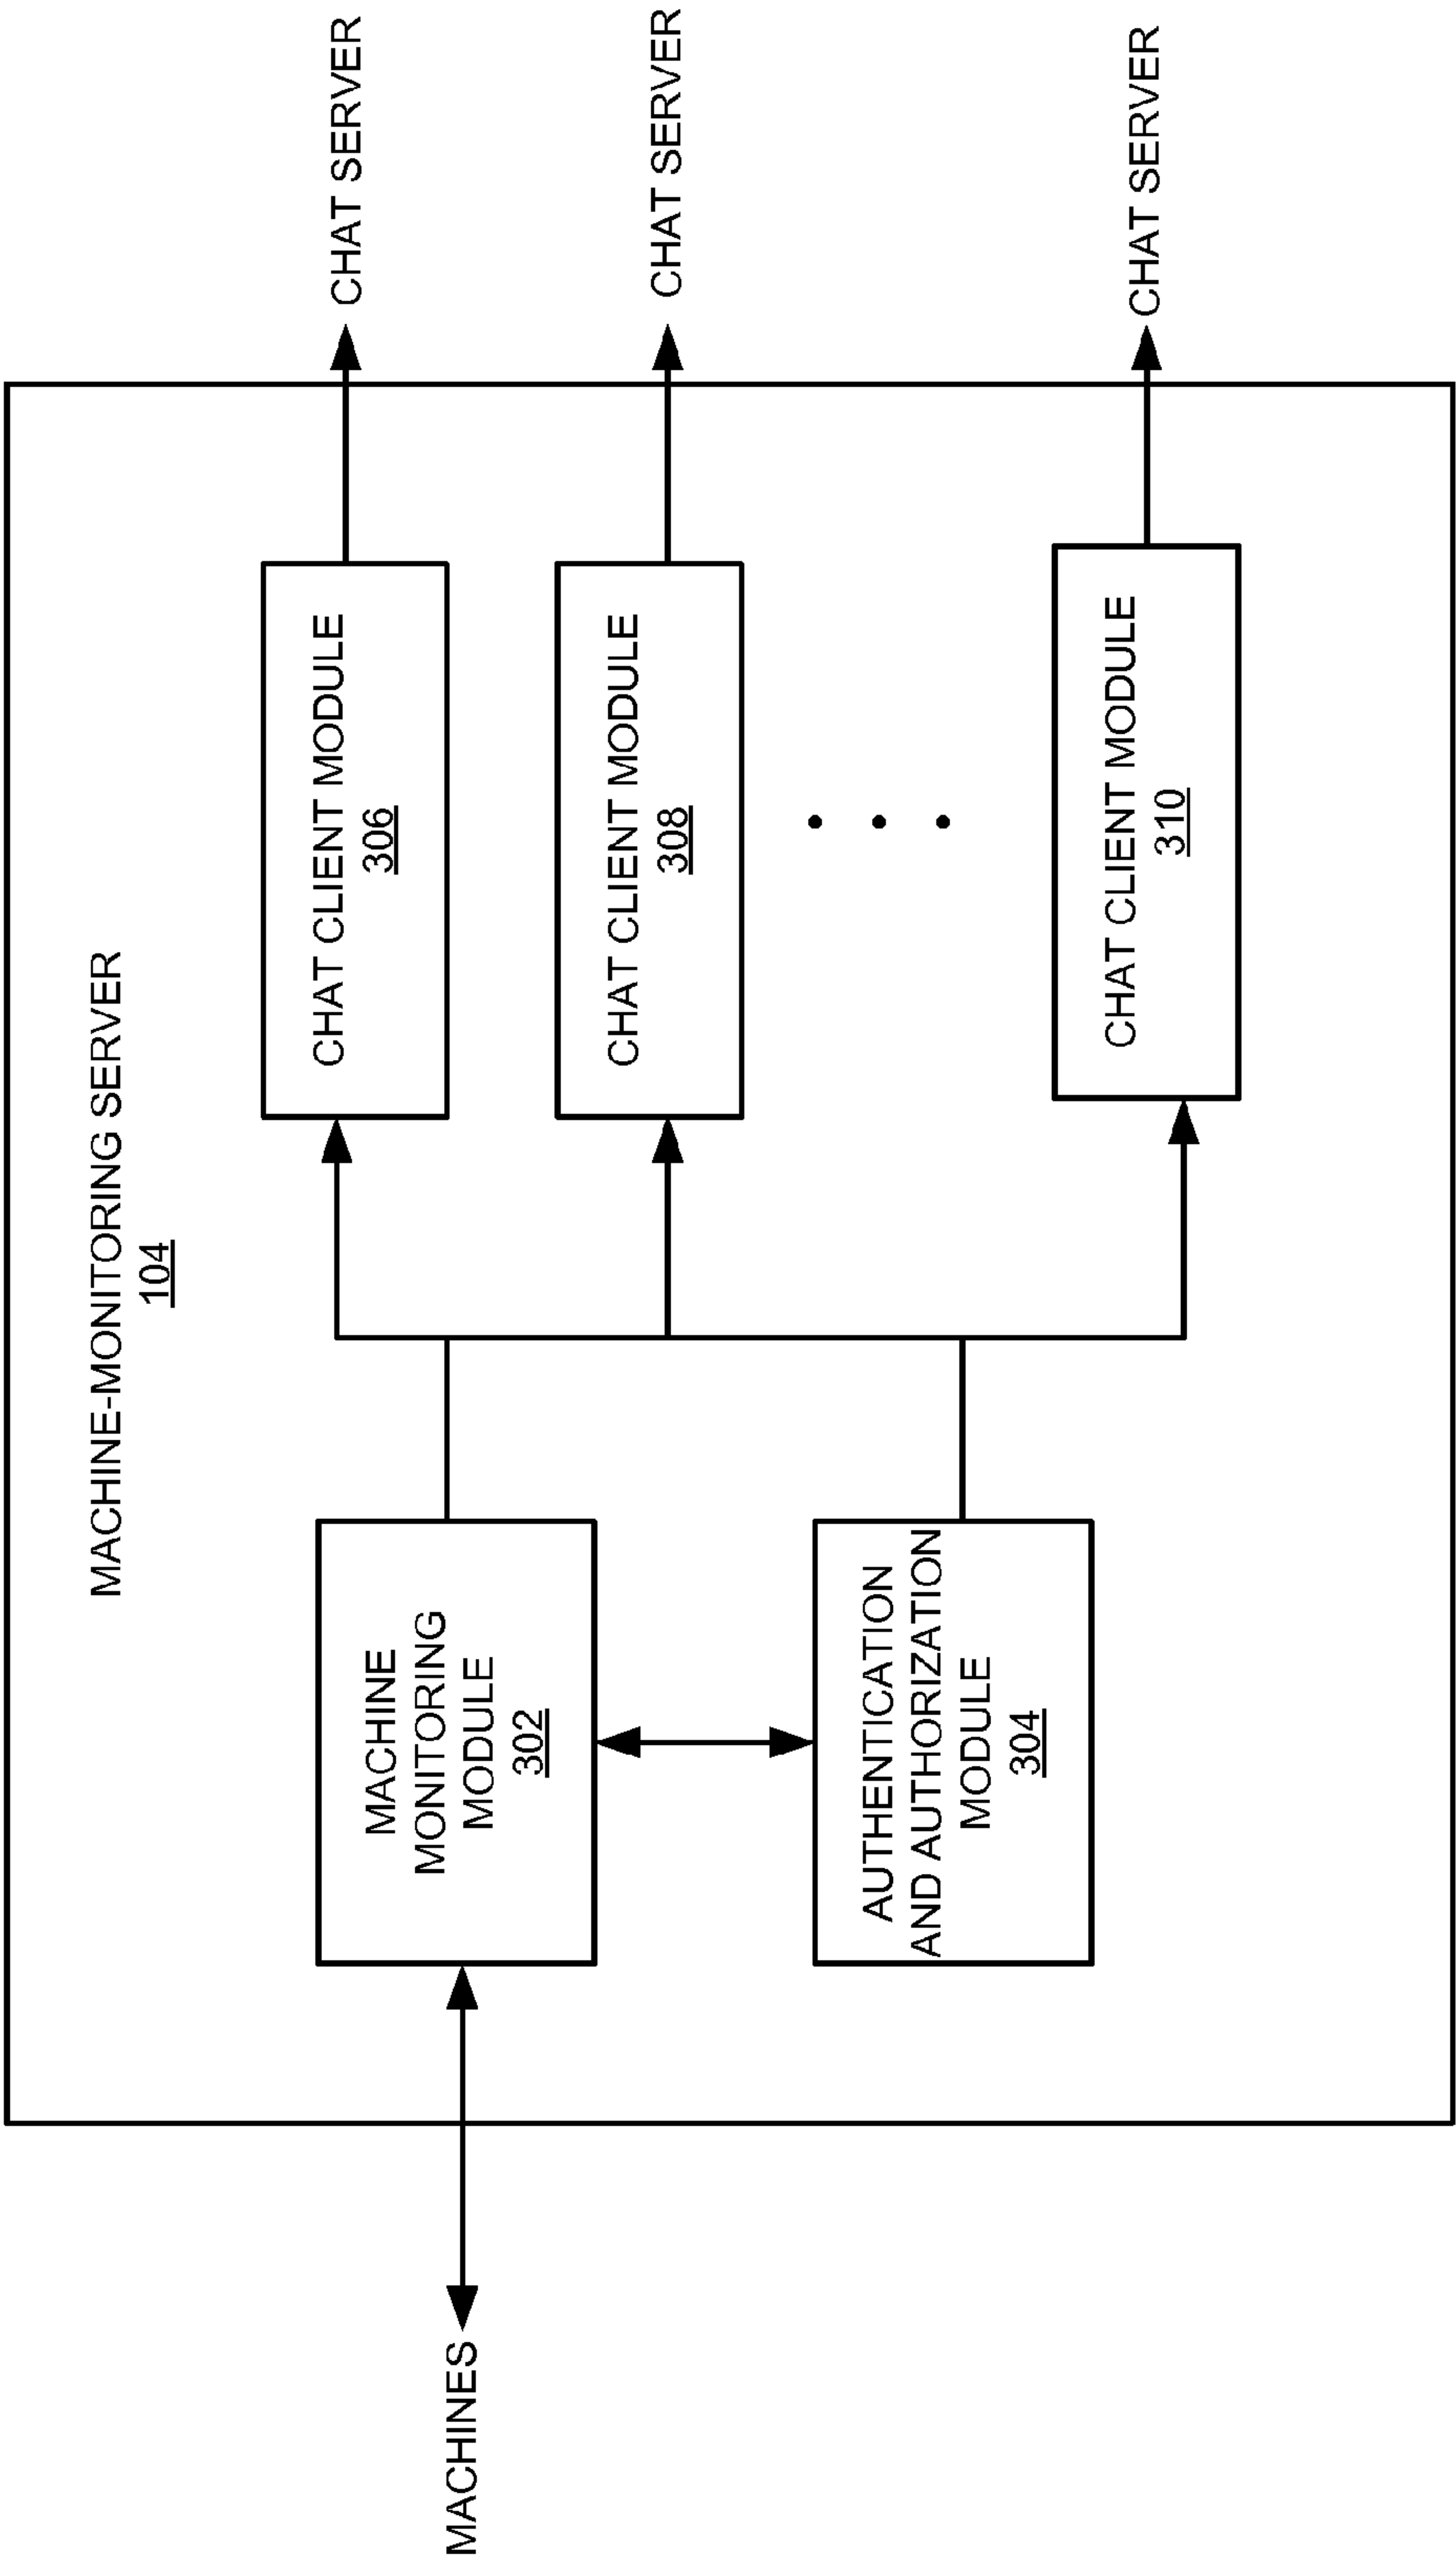 MACHINE-MONITORING SERVER
104
MACHINES
MACHINE
MONITORING
MODULE
302
AUTHENTICATION
AND AUTHORIZATION
MODULE
304
CHAT CLIENT MODULE
306
CHAT SERVER
CHAT CLIENT MODULE
308
CHAT SERVER
CHAT CLIENT MODULE
310
CHAT SERVER